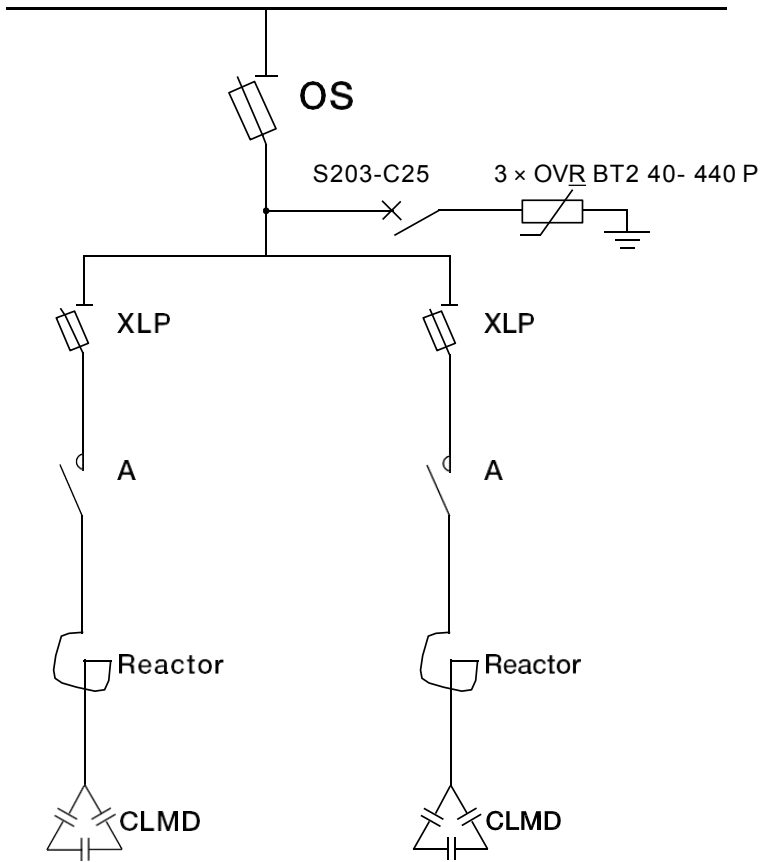 OS
S203-C25 3 × OVR BT2 40- 440 P
XLP XLP
A A
Reactor Reactor
CLMD CLMD